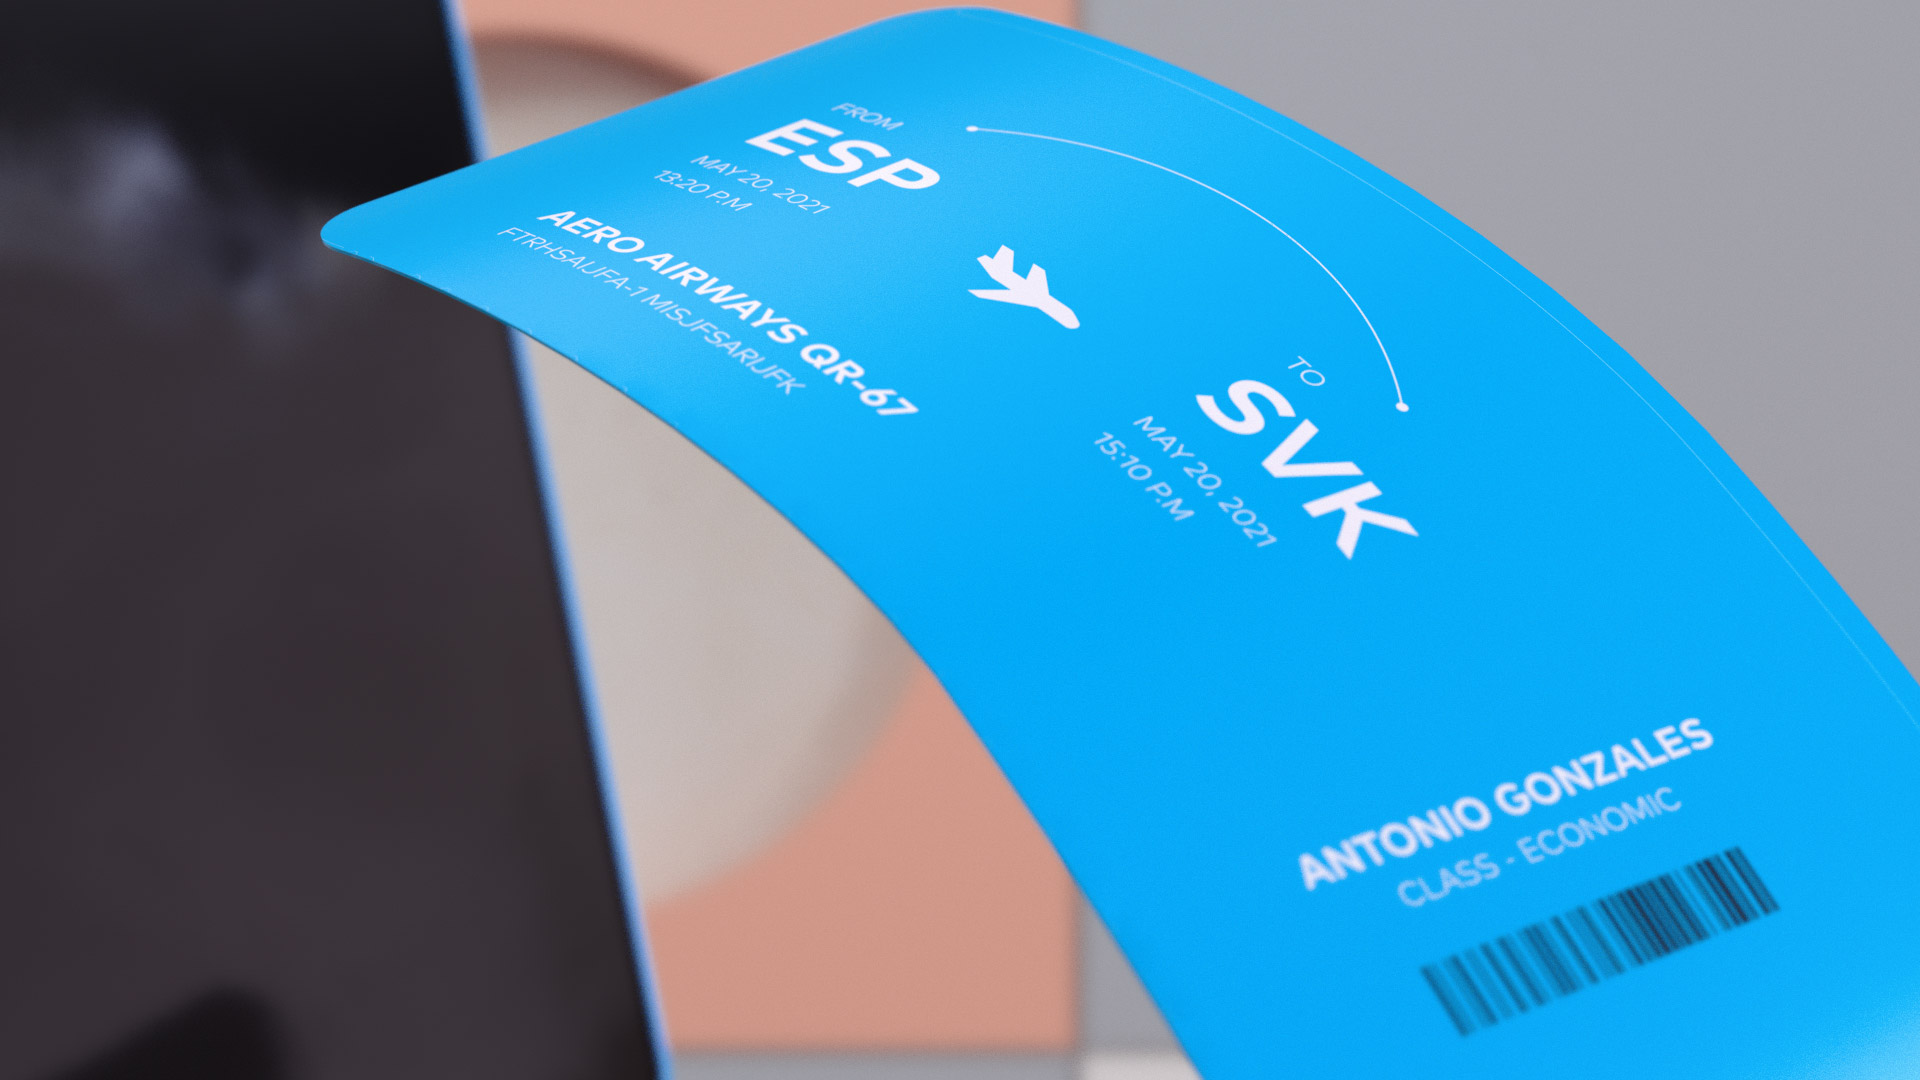 FROM
ESP
MAY 20, 2021
13:20 P.M
AERO AIRWAYS QR-67
FTRHSAIJFA-1 MISJFSARIJFK
TO
SVK
MAY 20, 2021
15:10 P.M
ANTONIO GONZALES
CLASS - ECONOMIC